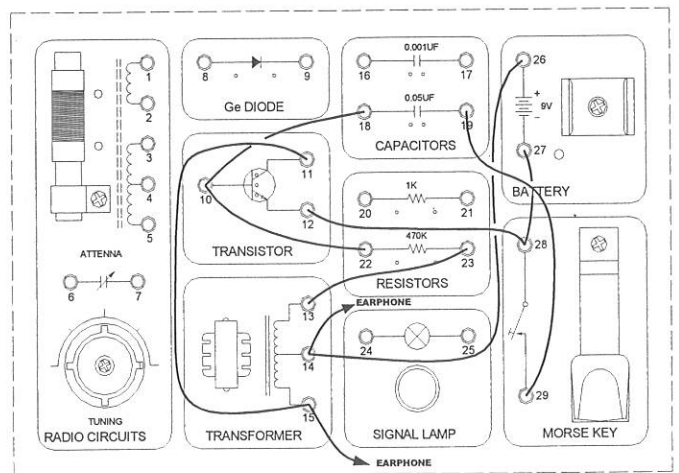 1
2
3
4
5
ATTENNA
6
7
TUNING
RADIO CIRCUITS
8
9
Ge DIODE
10
11
12
TRANSISTOR
13
14
15
TRANSFORMER
EARPHONE
EARPHONE
0.001UF
16
17
0.05UF
18
19
CAPACITORS
1K
20
21
470K
22
23
RESISTORS
24
25
SIGNAL LAMP
26
+
9V
−
27
BATTERY
28
29
MORSE KEY